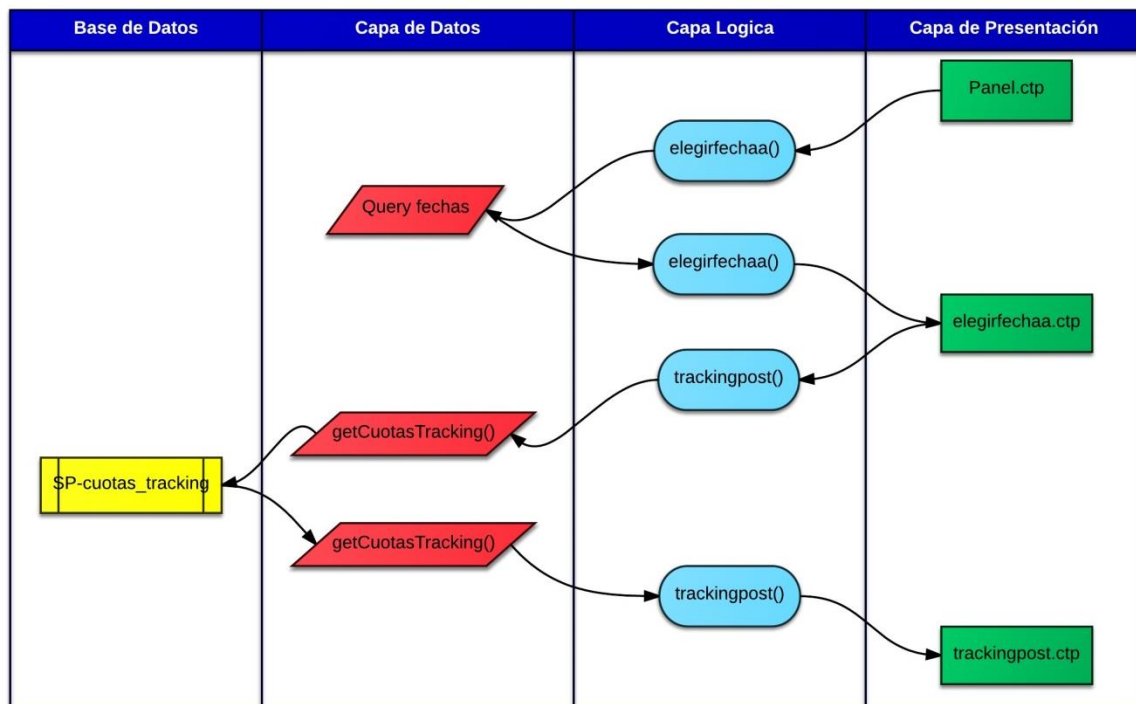 Base de Datos
Capa de Datos
Capa Logica
Capa de Presentación
Panel.ctp
elegirfechaa()
Query fechas
elegirfechaa()
elegirfechaa.ctp
trackingpost()
getCuotasTracking()
SP-cuotas_tracking
getCuotasTracking()
trackingpost()
trackingpost.ctp